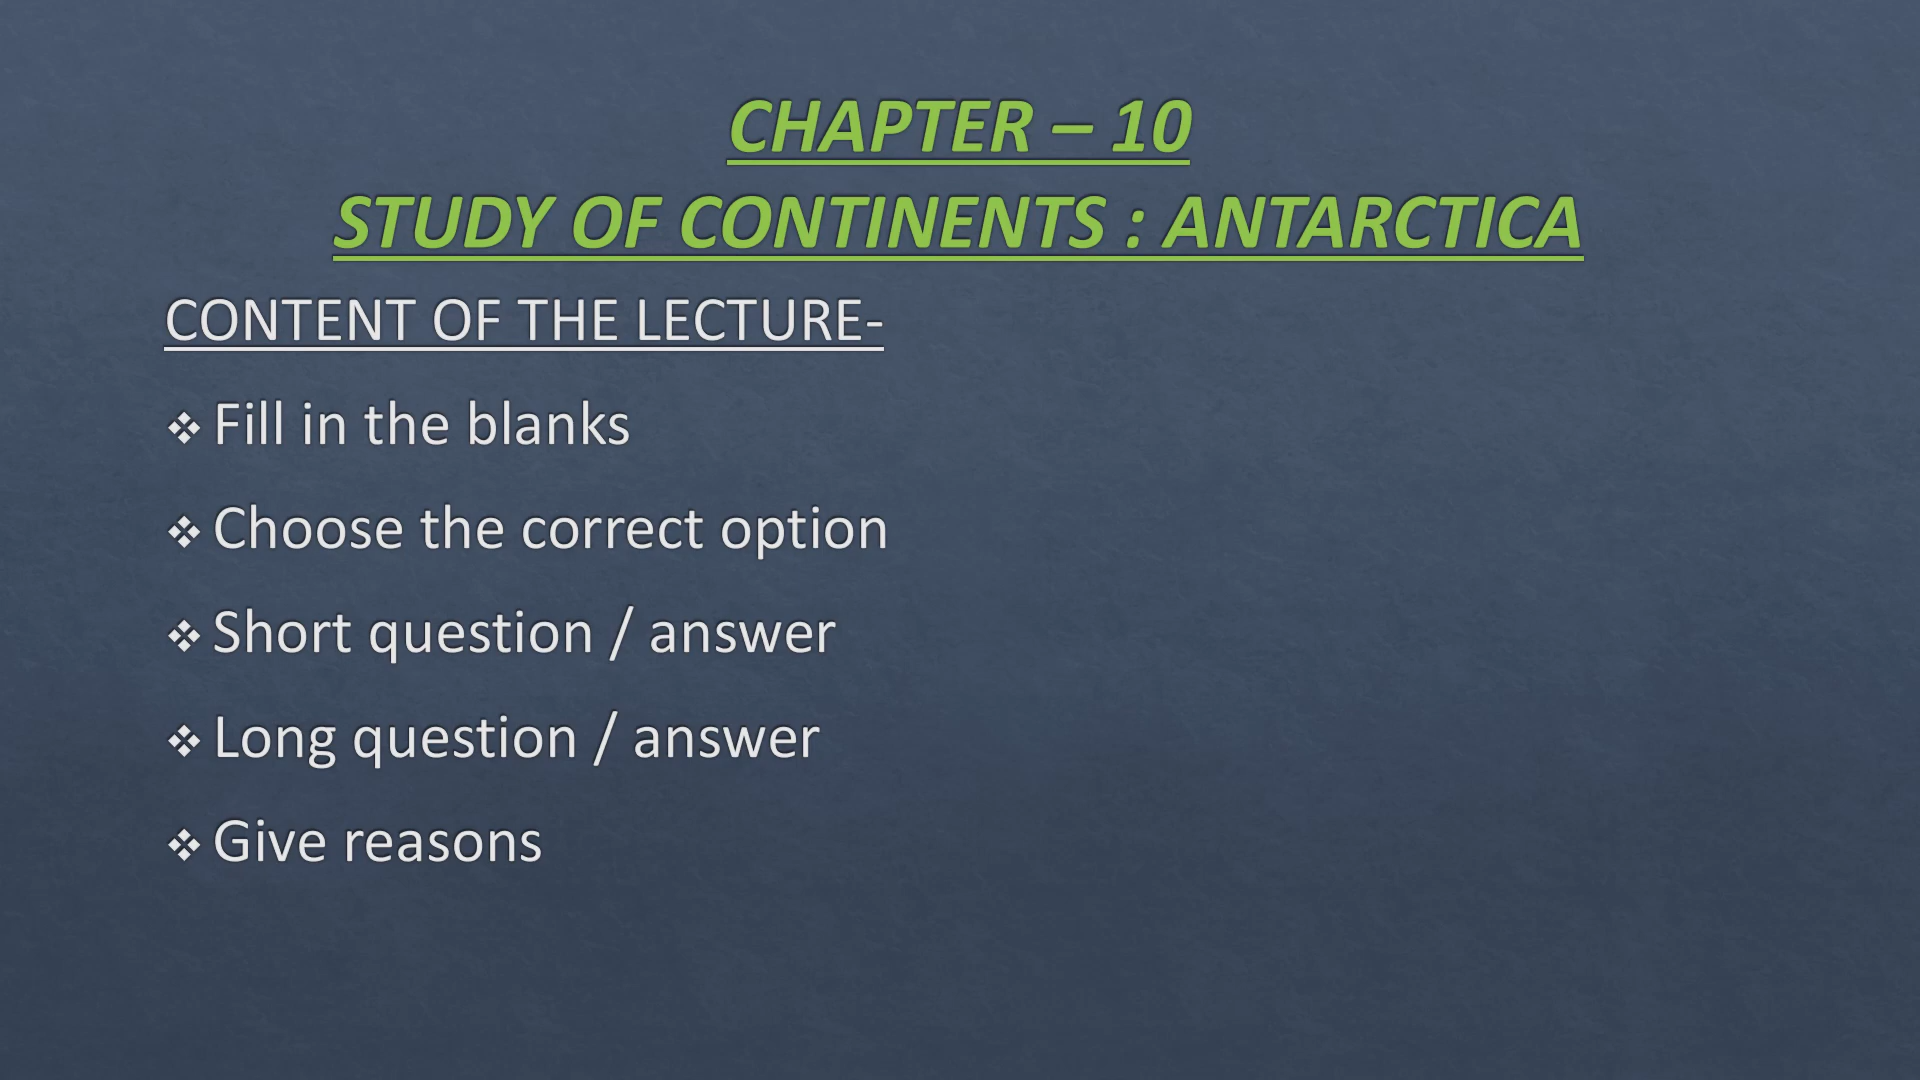 CHAPTER – 10
STUDY OF CONTINENTS : ANTARCTICA
CONTENT OF THE LECTURE-
❖ Fill in the blanks
❖ Choose the correct option
❖ Short question / answer
❖ Long question / answer
❖ Give reasons